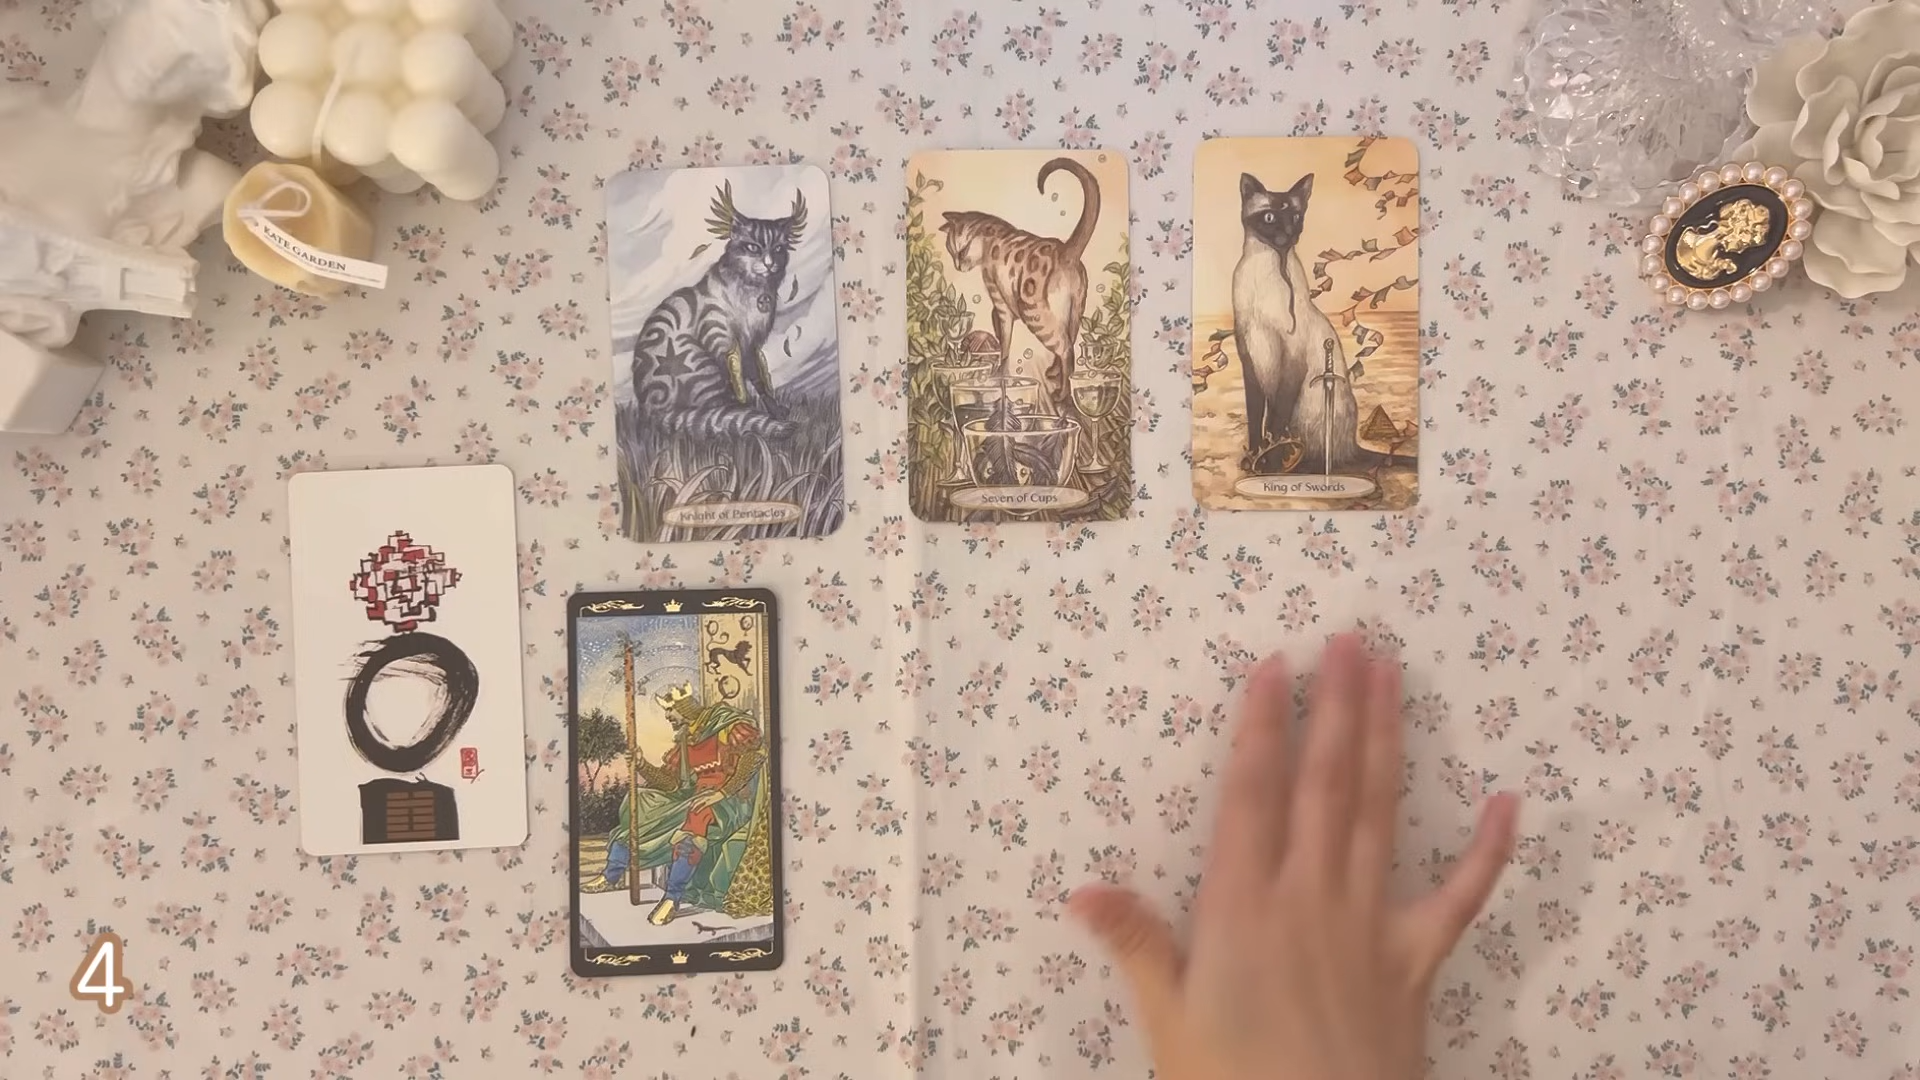 KATE GARDEN
Knight of Pentacles
Seven of Cups
King of Swords
4